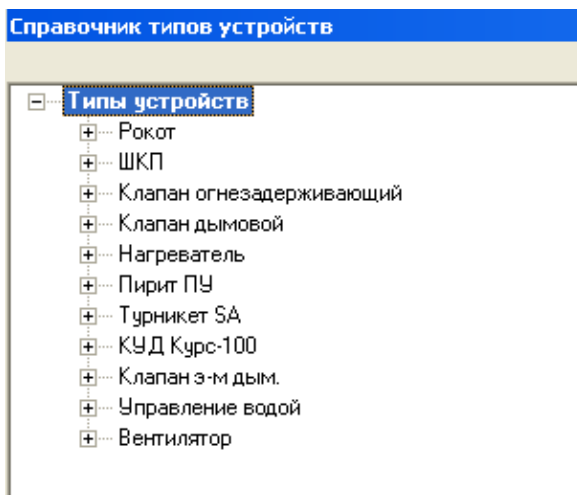 Справочник типов устройств
Типы устройств
Рокот
ШКП
Клапан огнезадерживающий
Клапан дымовой
Нагреватель
Пирит ПУ
Турникет SA
КУД Курс-100
Клапан э-м дым.
Управление водой
Вентилятор